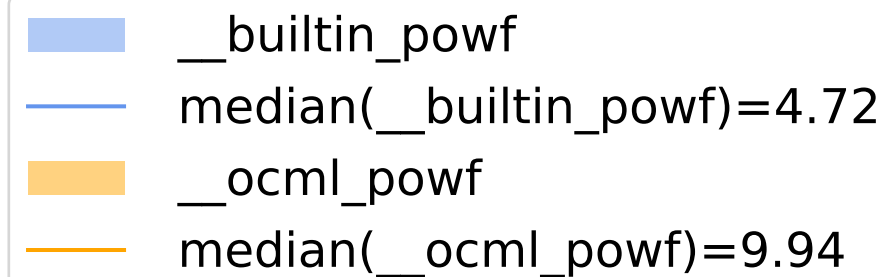 __builtin_powf
median(__builtin_powf)=4.72
__ocml_powf
median(__ocml_powf)=9.94